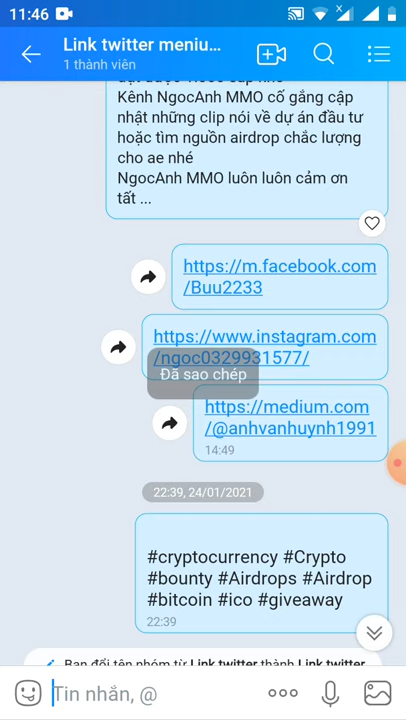 11:46
Link twitter meniu...
1 thành viên
Kênh NgocAnh MMO cố gắng cập
nhật những clip nói về dự án đầu tư
hoặc tìm nguồn airdrop chắc lượng
cho ae nhé
NgocAnh MMO luôn luôn cảm ơn
tất ...
https://m.facebook.com
/Buu2233
https://www.instagram.com
/ngoc0329931577/
Đã sao chép
https://medium.com
/@anhvanhuynh1991
14:49
22:39, 24/01/2021
#cryptocurrency #Crypto
#bounty #Airdrops #Airdrop
#bitcoin #ico #giveaway
22:39
Bạn đổi tên nhóm từ Link twitter thành Link twitter
Tin nhắn, @